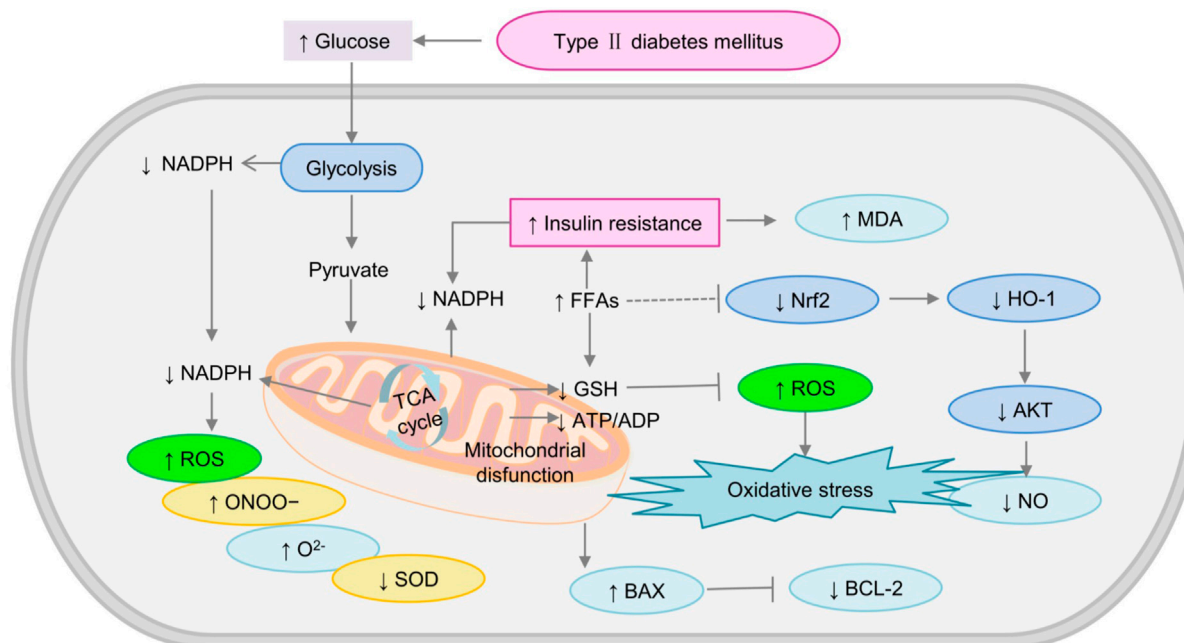 ↑ Glucose
Type Ⅱ diabetes mellitus
↓ NADPH
Glycolysis
↑ Insulin resistance
↑ MDA
Pyruvate
↓ NADPH
↑ FFAs
↓ Nrf2
↓ HO-1
↓ NADPH
TCA
cycle
↓ GSH
↑ ROS
↓ ATP/ADP
↓ AKT
Mitochondrial
disfunction
↑ ROS
Oxidative stress
↑ ONOO−
↓ NO
↑ O²⁻
↓ SOD
↑ BAX
↓ BCL-2